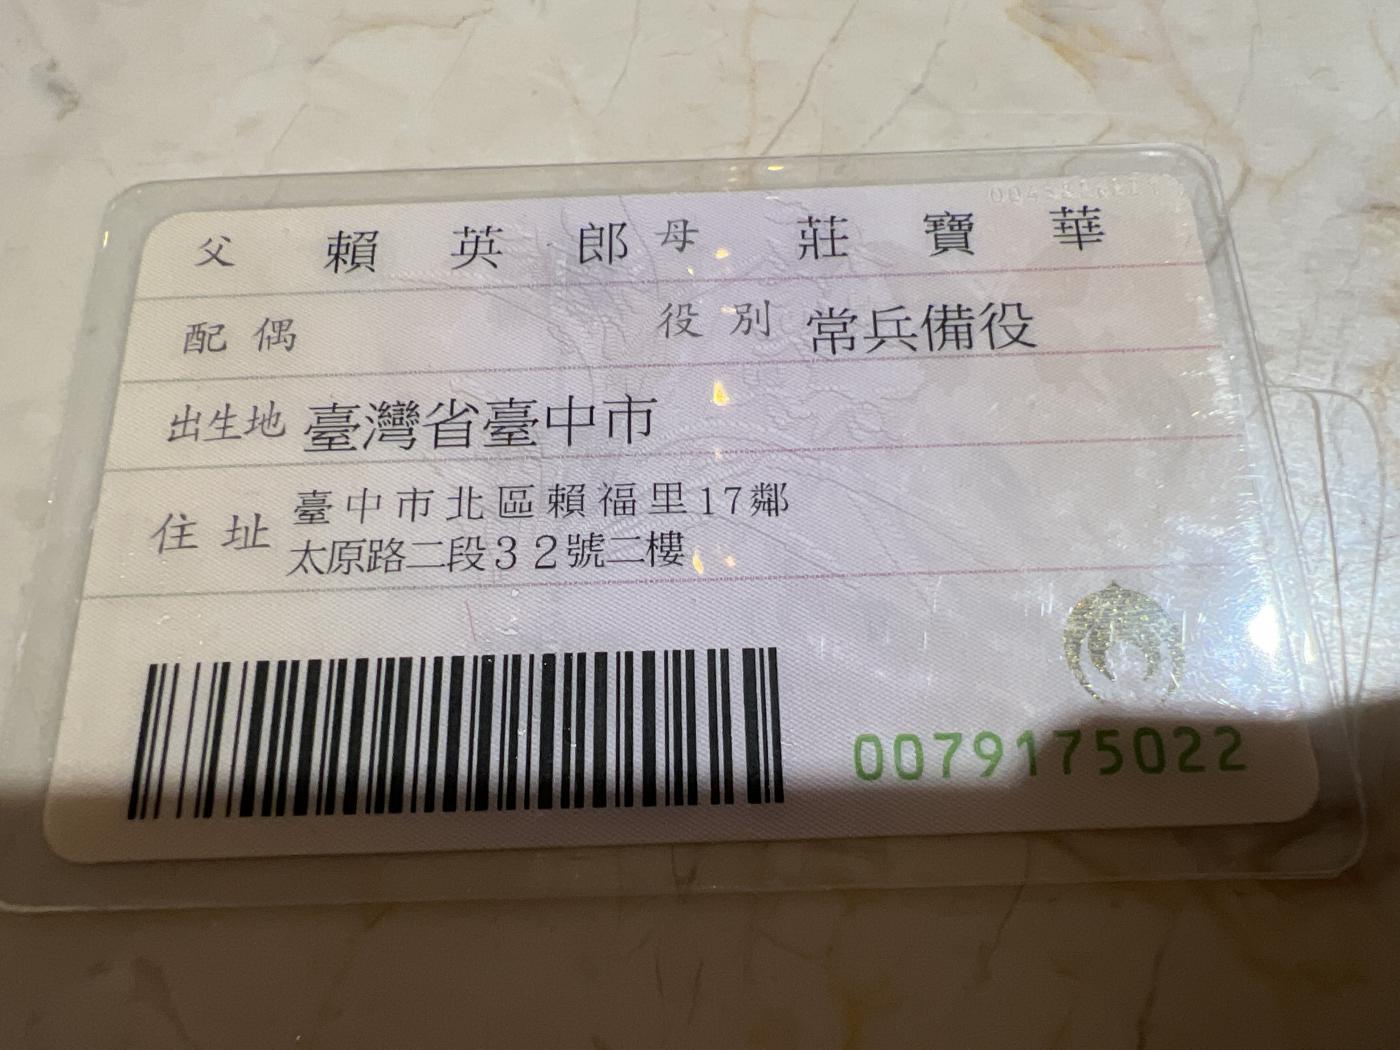 父 賴英郎 母 莊寶華
配偶 役別 常兵備役
出生地 臺灣省臺中市
住址 臺中市北區賴福里17鄰
太原路二段32號二樓
0079175022